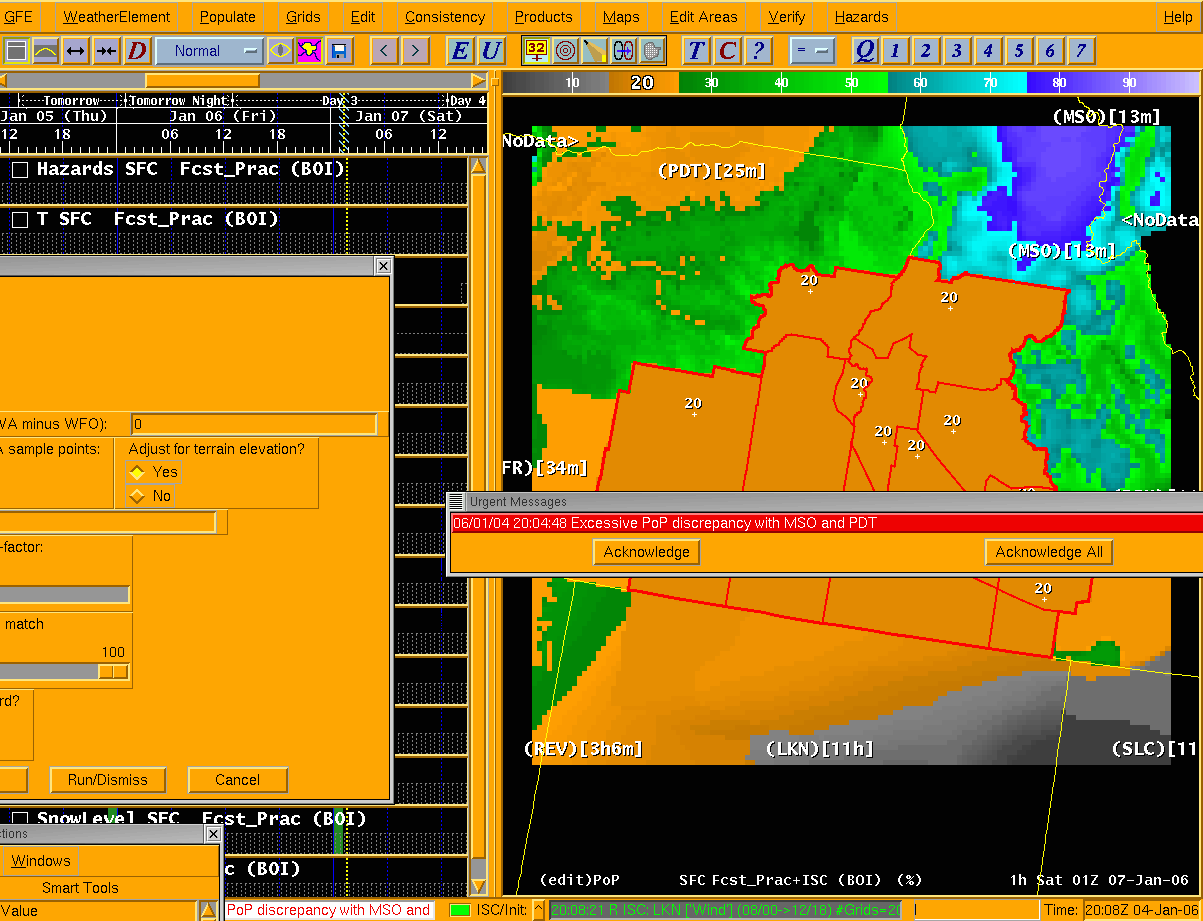 GFE WeatherElement Populate Grids Edit Consistency Products Maps Edit Areas Verify Hazards Help
D Normal < > E U 32 T C ? = Q 1 2 3 4 5 6 7
10 20 30 40 50 60 70 80 90
Tomorrow Tomorrow Night Day 3 Day 4
Jan 05 (Thu) Jan 06 (Fri) Jan 07 (Sat)
12 18 06 12 18 06 12
Hazards SFC Fcst_Prac (BOI)
T SFC Fcst_Prac (BOI)
(MSO)[13m]
NoData>
(PDT)[25m]
<NoData
(MSO)[13m]
20
20
20
20
20
20
20
FR)[34m]
WA minus WFO): 0
sample points: Adjust for terrain elevation?
Yes
No
-factor:
match
100
rd?
Run/Dismiss Cancel
Urgent Messages
06/01/04 20:04:48 Excessive PoP discrepancy with MSO and PDT
Acknowledge Acknowledge All
20
(REV)[3h6m] (LKN)[11h] (SLC)[11
SnowLevel SFC Fcst_Prac (BOI)
ctions
Windows
c (BOI)
Smart Tools
Value
(edit)PoP SFC Fcst_Prac+ISC (BOI) (%) 1h Sat 01Z 07-Jan-06
PoP discrepancy with MSO and ISC/Init: 20:08:21 R ISC: LKN ['Wind'] (08/00->12/18) #Grids=20 Time: 20:08Z 04-Jan-06